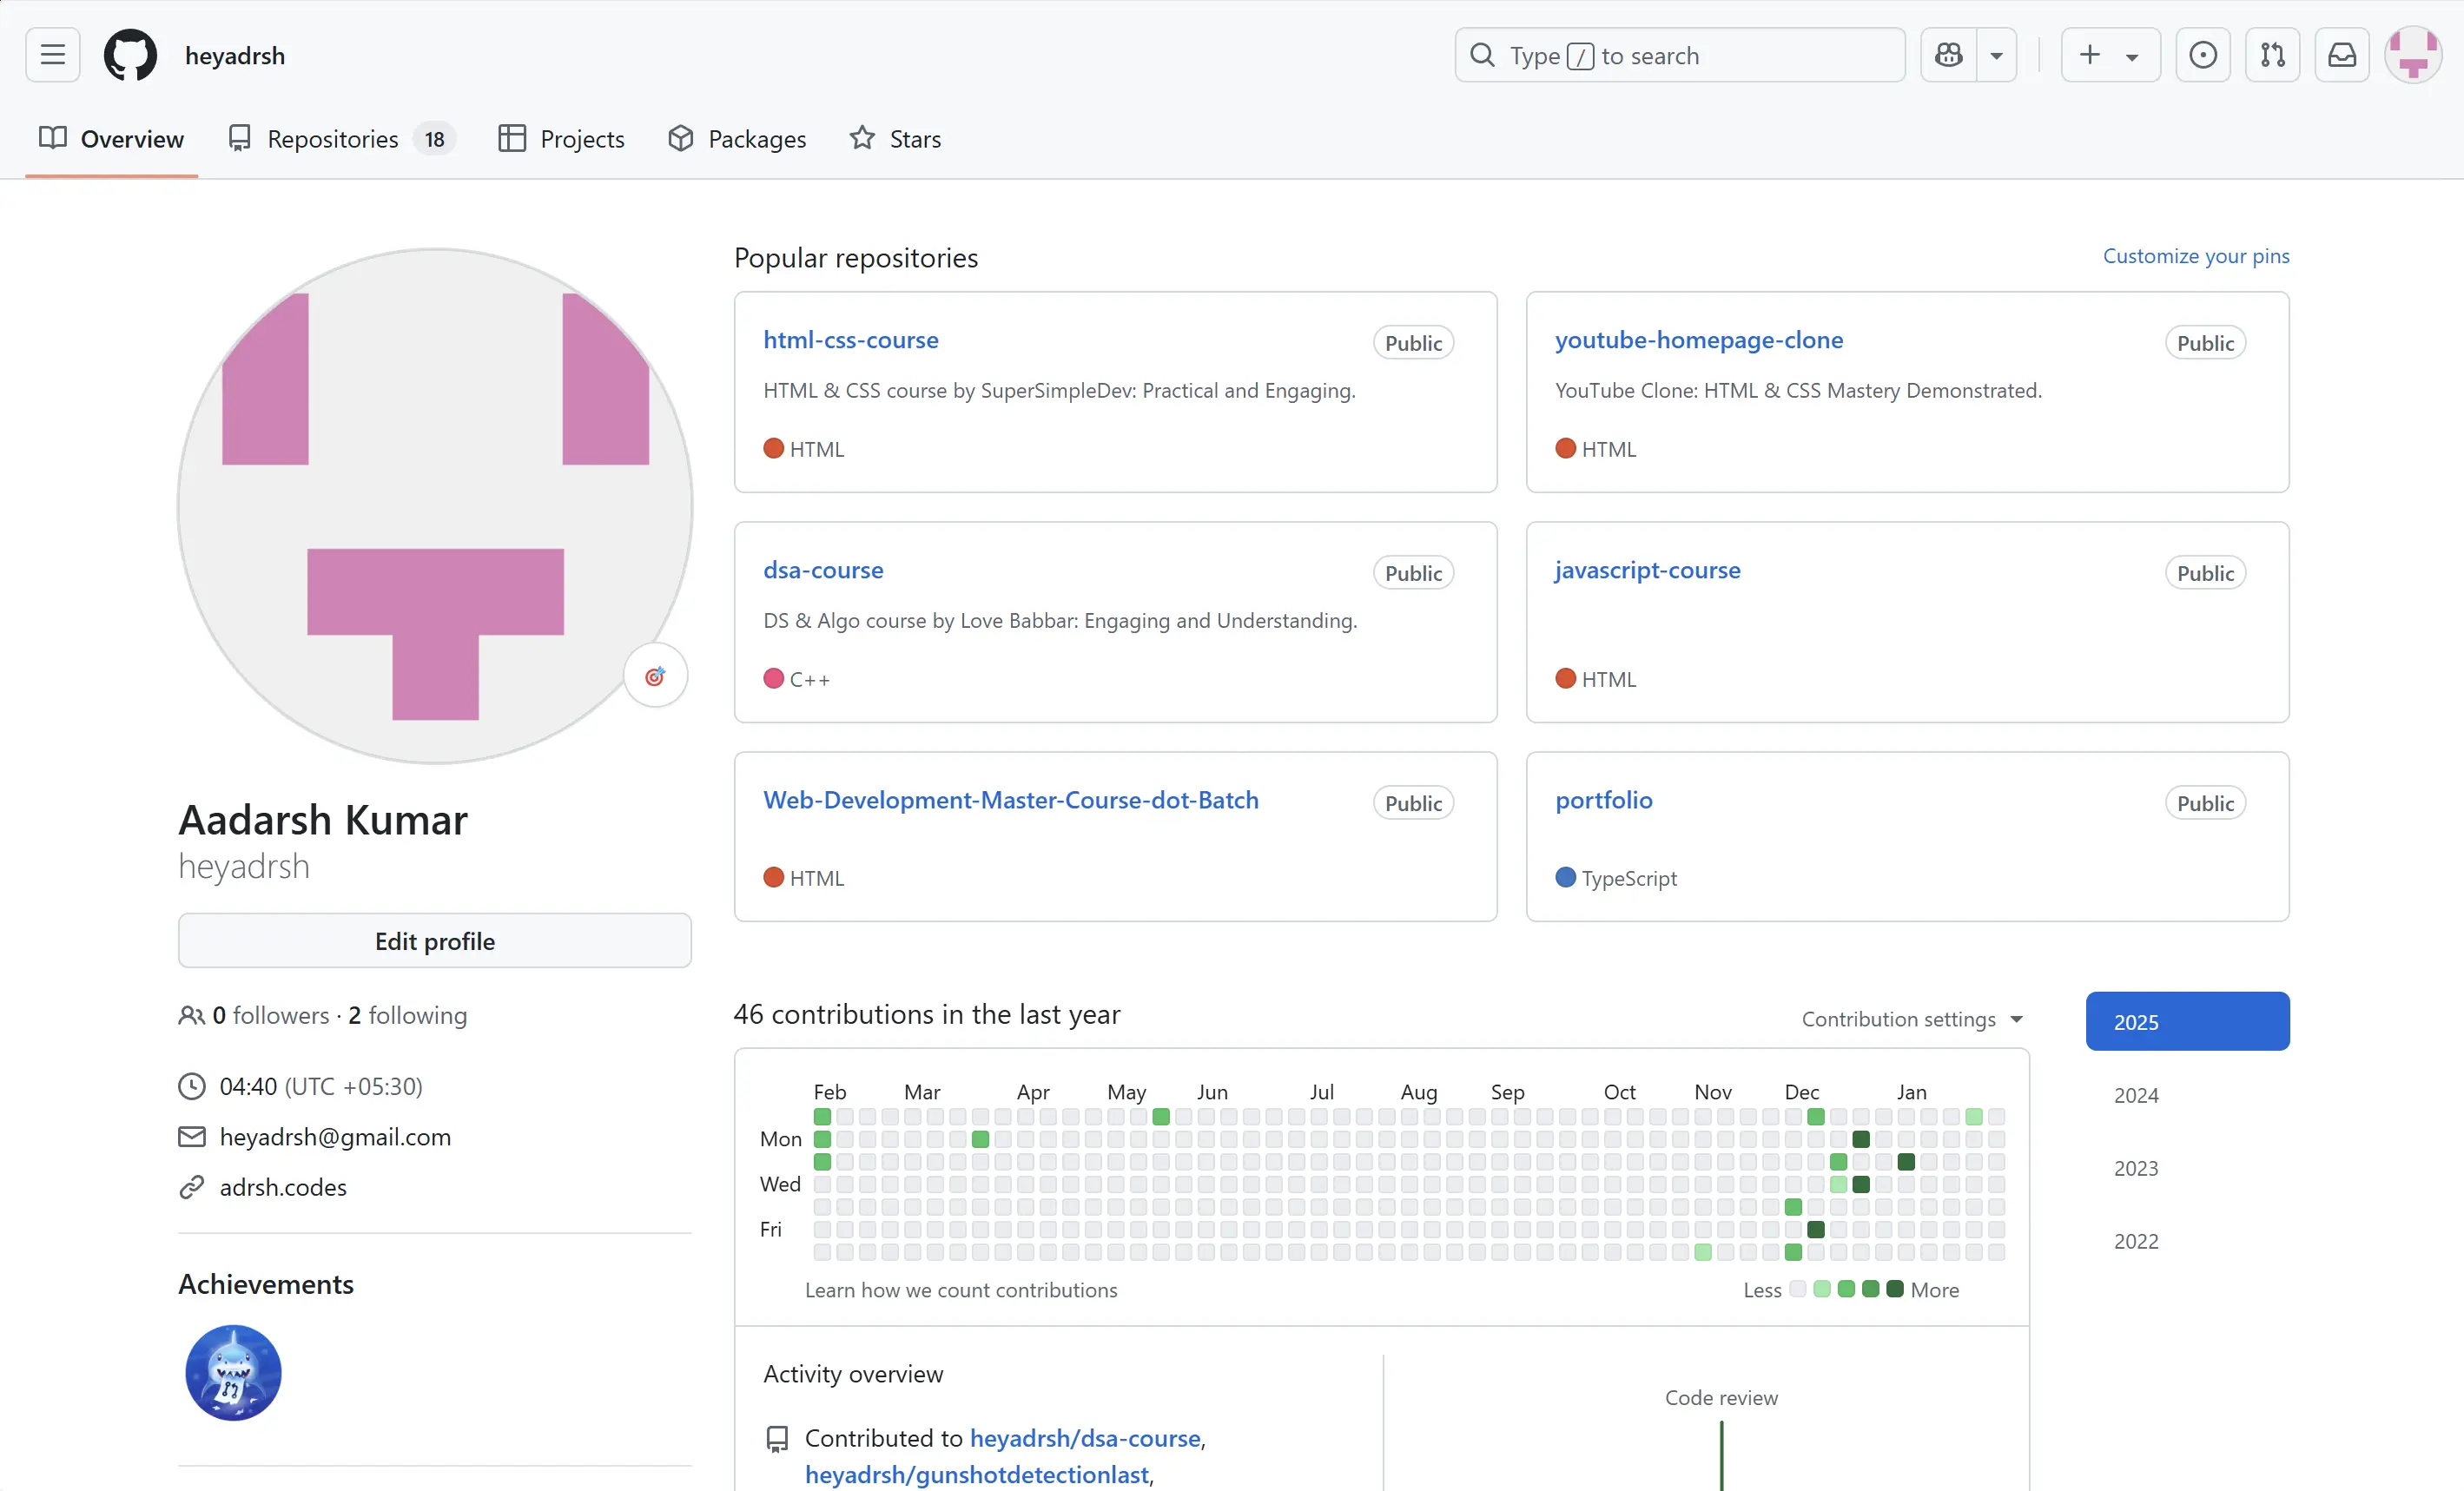 heyadrsh
Type / to search
Overview
Repositories 18
Projects
Packages
Stars
Aadarsh Kumar
heyadrsh
Edit profile
0 followers · 2 following
04:40 (UTC +05:30)
heyadrsh@gmail.com
adrsh.codes
Achievements
Popular repositories
Customize your pins
html-css-course
Public
HTML & CSS course by SuperSimpleDev: Practical and Engaging.
HTML
youtube-homepage-clone
Public
YouTube Clone: HTML & CSS Mastery Demonstrated.
HTML
dsa-course
Public
DS & Algo course by Love Babbar: Engaging and Understanding.
C++
javascript-course
Public
HTML
Web-Development-Master-Course-dot-Batch
Public
HTML
portfolio
Public
TypeScript
46 contributions in the last year
Contribution settings
2025
2024
2023
2022
Feb Mar Apr May Jun Jul Aug Sep Oct Nov Dec Jan
Mon
Wed
Fri
Learn how we count contributions
Less More
Activity overview
Contributed to heyadrsh/dsa-course,
heyadrsh/gunshotdetectionlast,
Code review